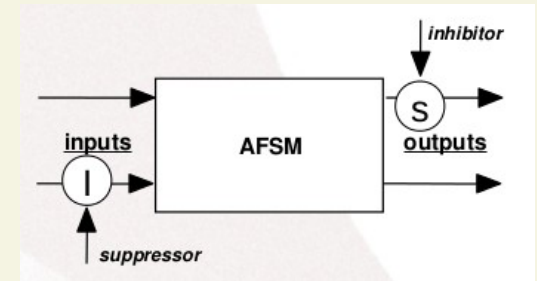 inhibitor
S
inputs
AFSM
outputs
I
suppressor